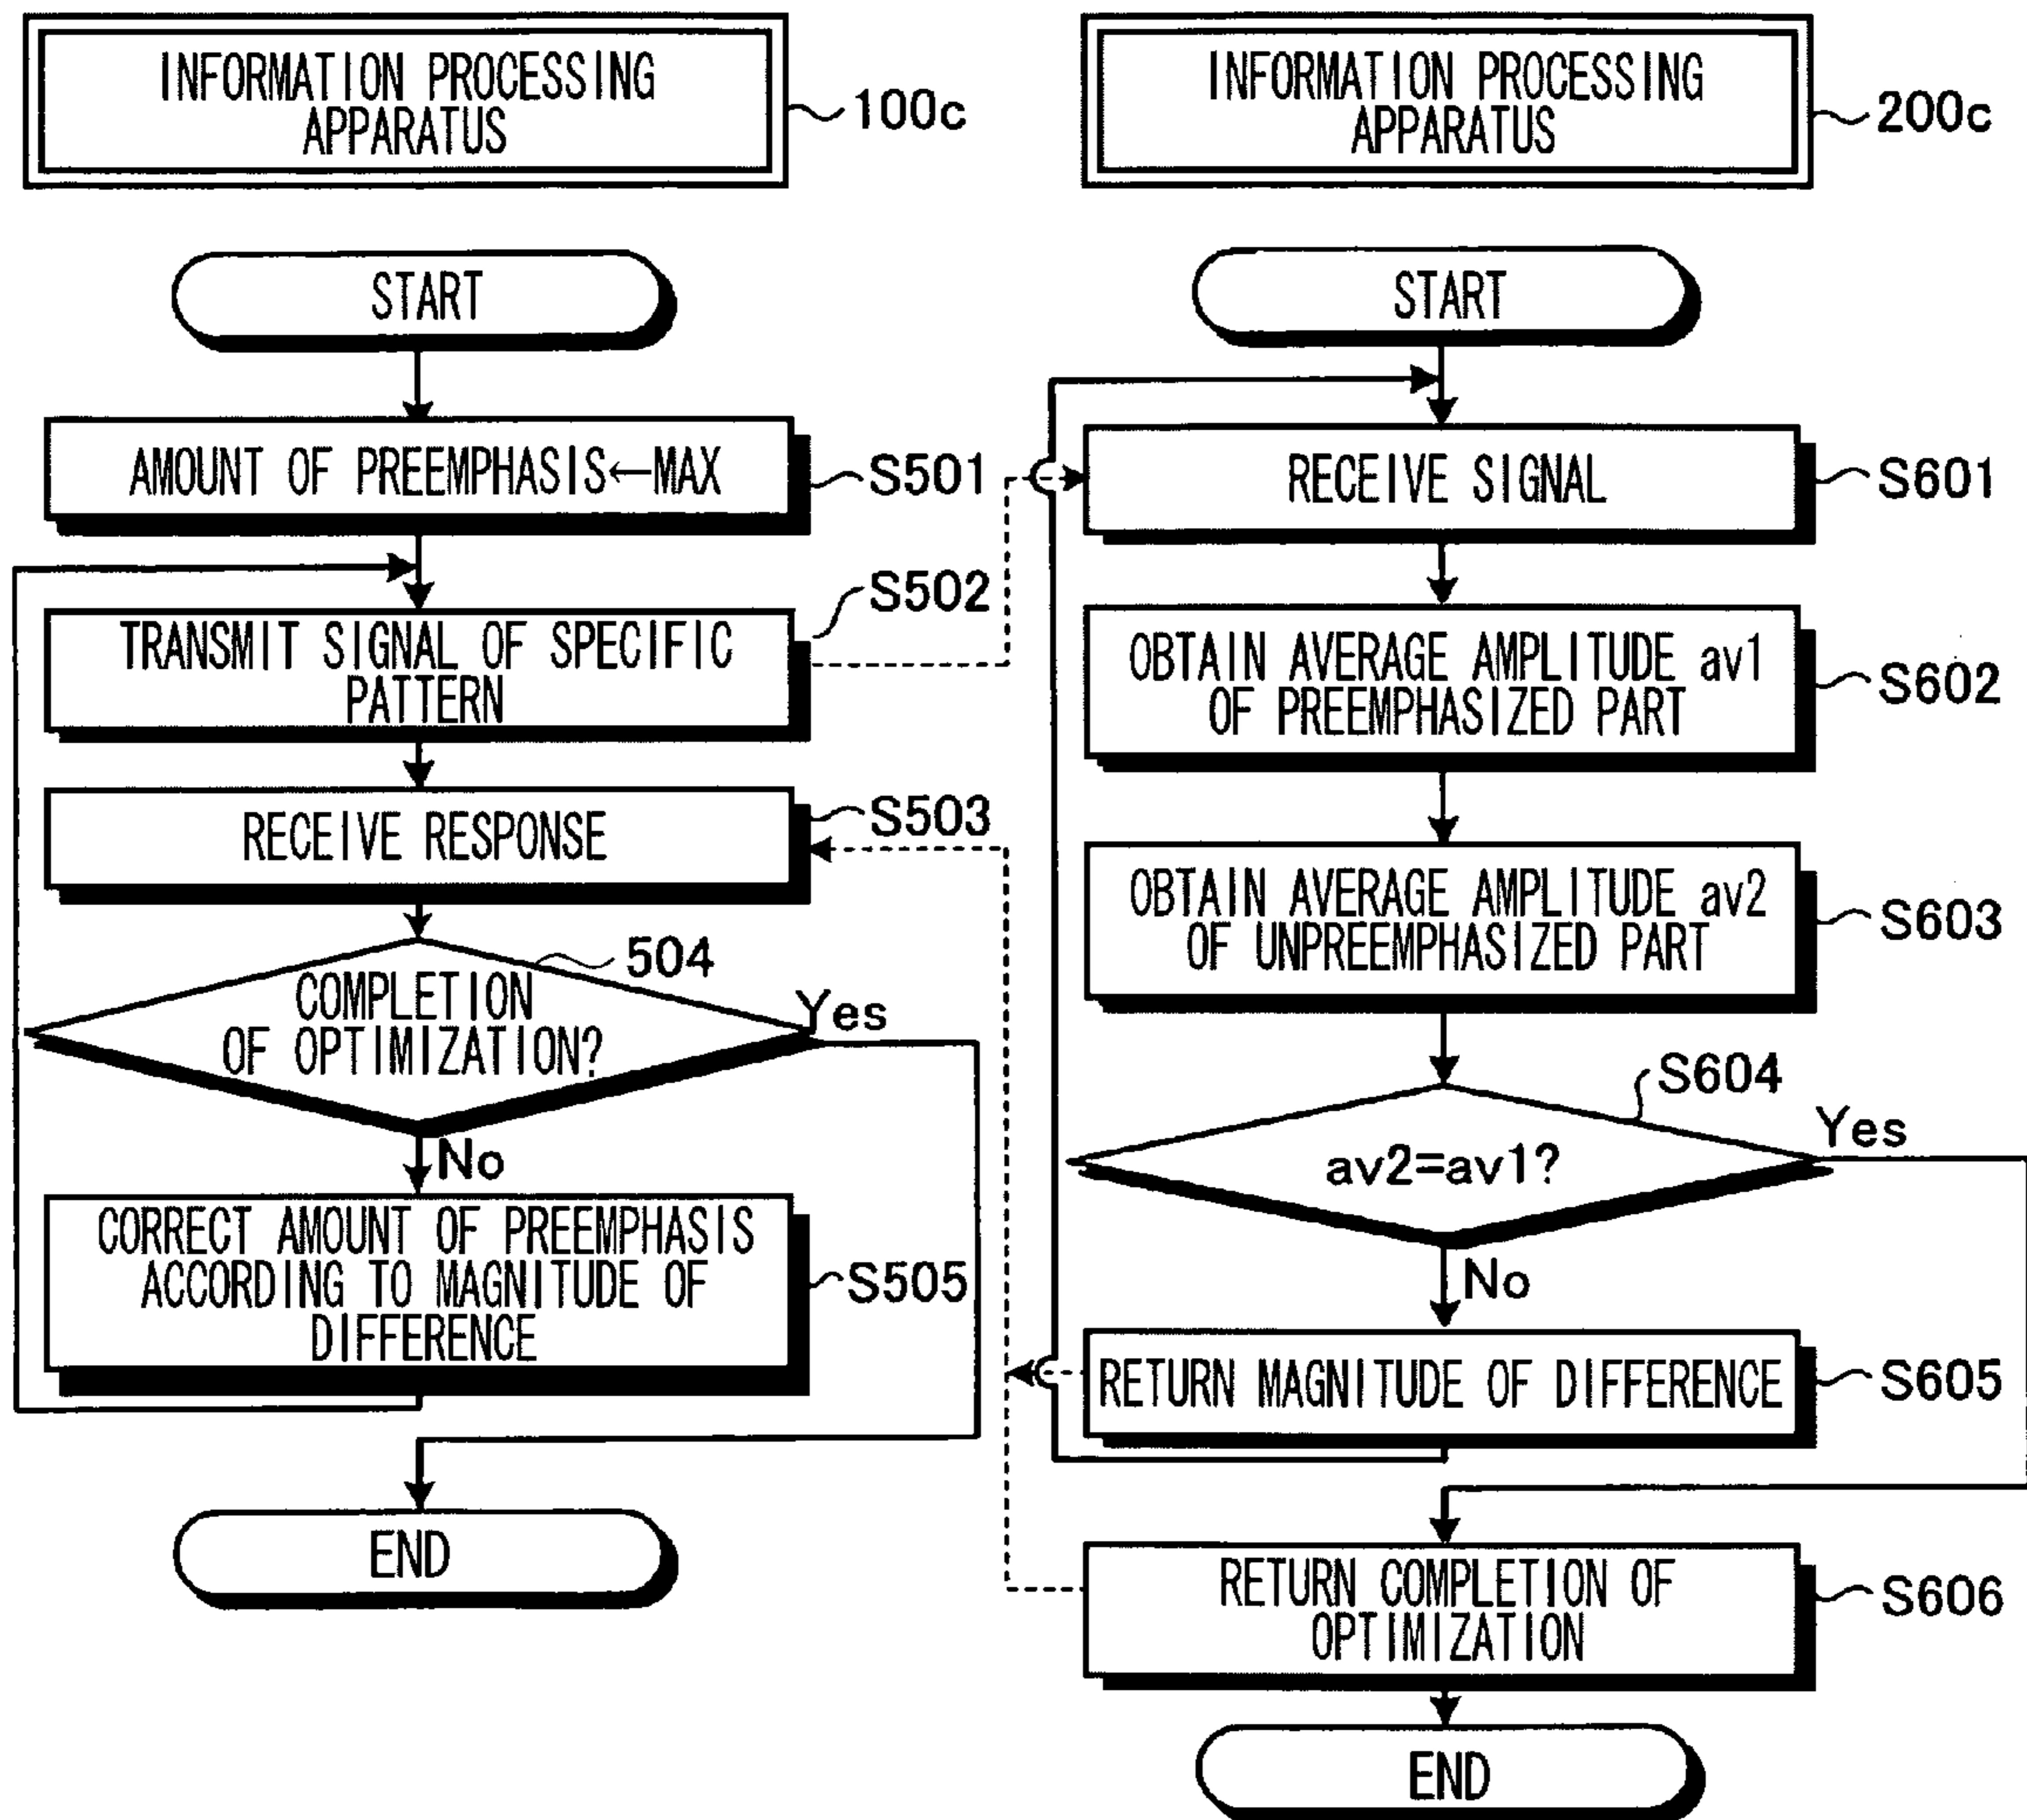 INFORMATION PROCESSING
APPARATUS
100c
START
AMOUNT OF PREEMPHASIS←MAX
S501
TRANSMIT SIGNAL OF SPECIFIC
PATTERN
S502
RECEIVE RESPONSE
S503
COMPLETION
OF OPTIMIZATION?
504
Yes
No
CORRECT AMOUNT OF PREEMPHASIS
ACCORDING TO MAGNITUDE OF
DIFFERENCE
S505
END
INFORMATION PROCESSING
APPARATUS
200c
START
RECEIVE SIGNAL
S601
OBTAIN AVERAGE AMPLITUDE av1
OF PREEMPHASIZED PART
S602
OBTAIN AVERAGE AMPLITUDE av2
OF UNPREEMPHASIZED PART
S603
av2=av1?
S604
Yes
No
RETURN MAGNITUDE OF DIFFERENCE
S605
RETURN COMPLETION OF
OPTIMIZATION
S606
END